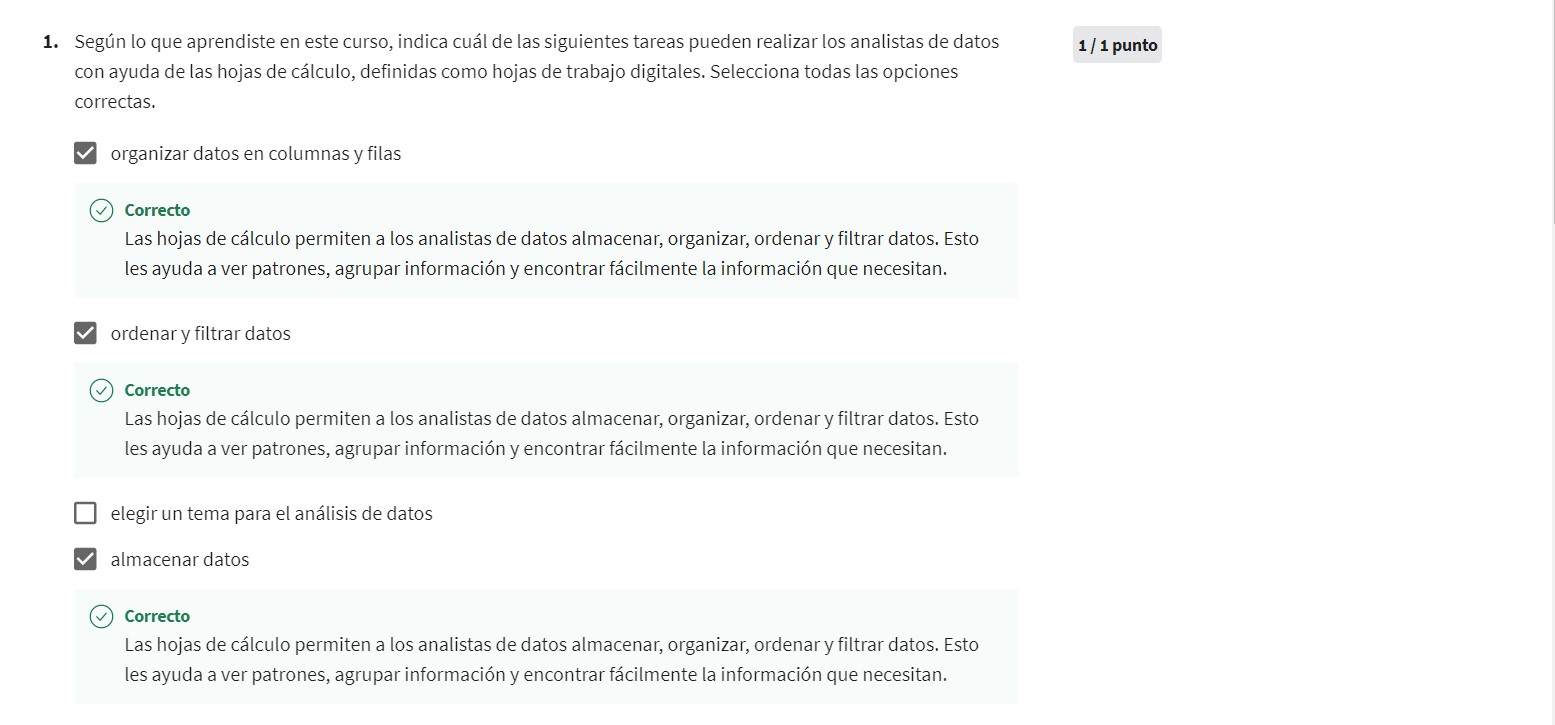 1. Según lo que aprendiste en este curso, indica cuál de las siguientes tareas pueden realizar los analistas de datos
1 / 1 punto
con ayuda de las hojas de cálculo, definidas como hojas de trabajo digitales. Selecciona todas las opciones
correctas.
organizar datos en columnas y filas
Correcto
Las hojas de cálculo permiten a los analistas de datos almacenar, organizar, ordenar y filtrar datos. Esto
les ayuda a ver patrones, agrupar información y encontrar fácilmente la información que necesitan.
ordenar y filtrar datos
Correcto
Las hojas de cálculo permiten a los analistas de datos almacenar, organizar, ordenar y filtrar datos. Esto
les ayuda a ver patrones, agrupar información y encontrar fácilmente la información que necesitan.
elegir un tema para el análisis de datos
almacenar datos
Correcto
Las hojas de cálculo permiten a los analistas de datos almacenar, organizar, ordenar y filtrar datos. Esto
les ayuda a ver patrones, agrupar información y encontrar fácilmente la información que necesitan.